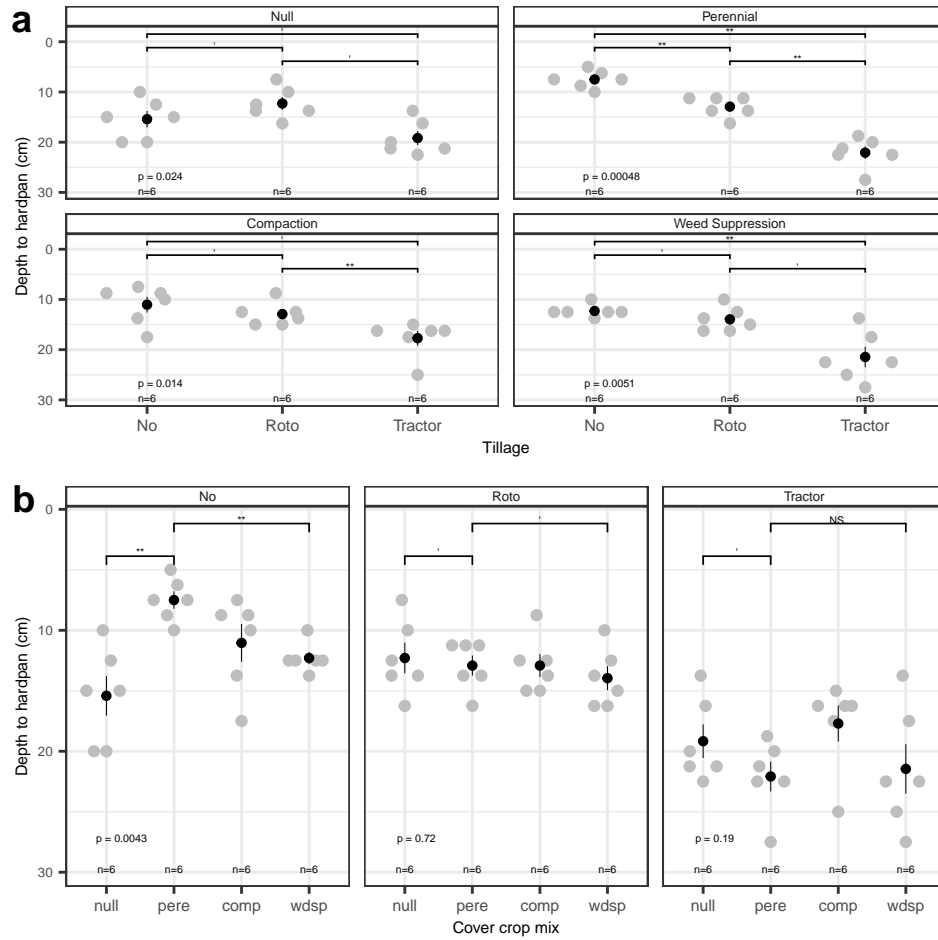 a
Null
Perennial
0
10
20
30
Depth to hardpan (cm)
'
'
'
**
**
**
p = 0.024
p = 0.00048
n=6 n=6 n=6
n=6 n=6 n=6
Compaction
Weed Suppression
0
10
20
30
'
'
**
**
'
'
p = 0.014
p = 0.0051
n=6 n=6 n=6
n=6 n=6 n=6
No Roto Tractor
No Roto Tractor
Tillage
b
No
Roto
Tractor
0
10
20
30
Depth to hardpan (cm)
**
**
'
'
NS
'
p = 0.0043
p = 0.72
p = 0.19
n=6 n=6 n=6 n=6
n=6 n=6 n=6 n=6
n=6 n=6 n=6 n=6
null pere comp wdsp
null pere comp wdsp
null pere comp wdsp
Cover crop mix